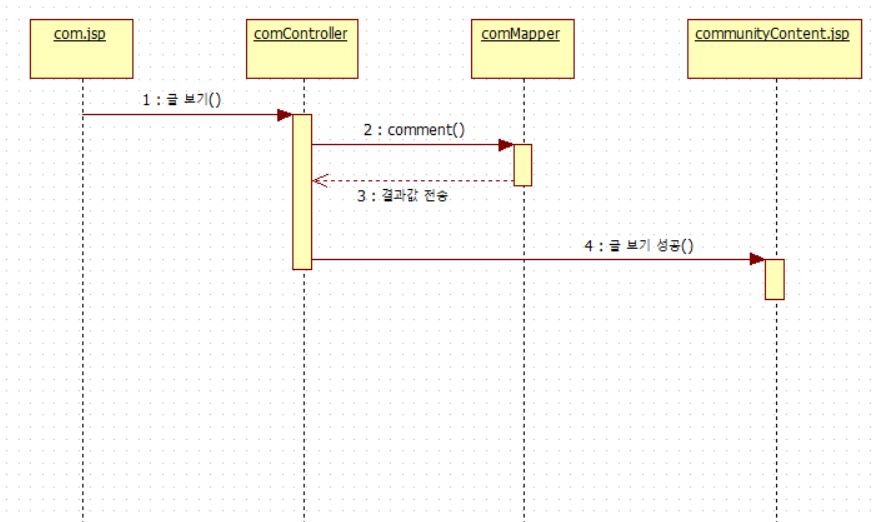 com.jsp
comController
comMapper
communityContent.jsp
1 : 글 보기()
2 : comment()
3 : 결과값 전송
4 : 글 보기 성공()